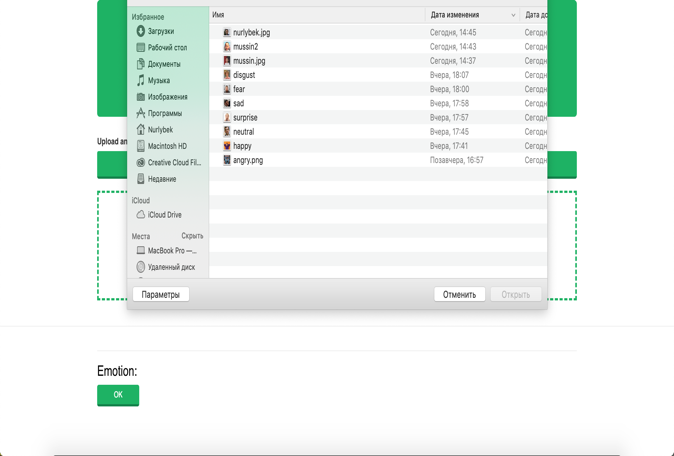 Избранное
Загрузки
Рабочий стол
Документы
Музыка
Изображения
Программы
Nurlybek
Macintosh HD
Creative Cloud Fil...
Недавние
iCloud
iCloud Drive
Места Скрыть
MacBook Pro —...
Удаленный диск
Имя Дата изменения Дата до
nurlybek.jpg Сегодня, 14:45 Сегодн
mussin2 Сегодня, 14:43 Сегодн
mussin.jpg Сегодня, 14:37 Сегодн
disgust Вчера, 18:07 Сегодн
fear Вчера, 18:00 Сегодн
sad Вчера, 17:58 Сегодн
surprise Вчера, 17:57 Сегодн
neutral Вчера, 17:45 Сегодн
happy Вчера, 17:41 Сегодн
angry.png Позавчера, 16:57 Сегодн
Upload an
Параметры Отменить Открыть
Emotion:
OK